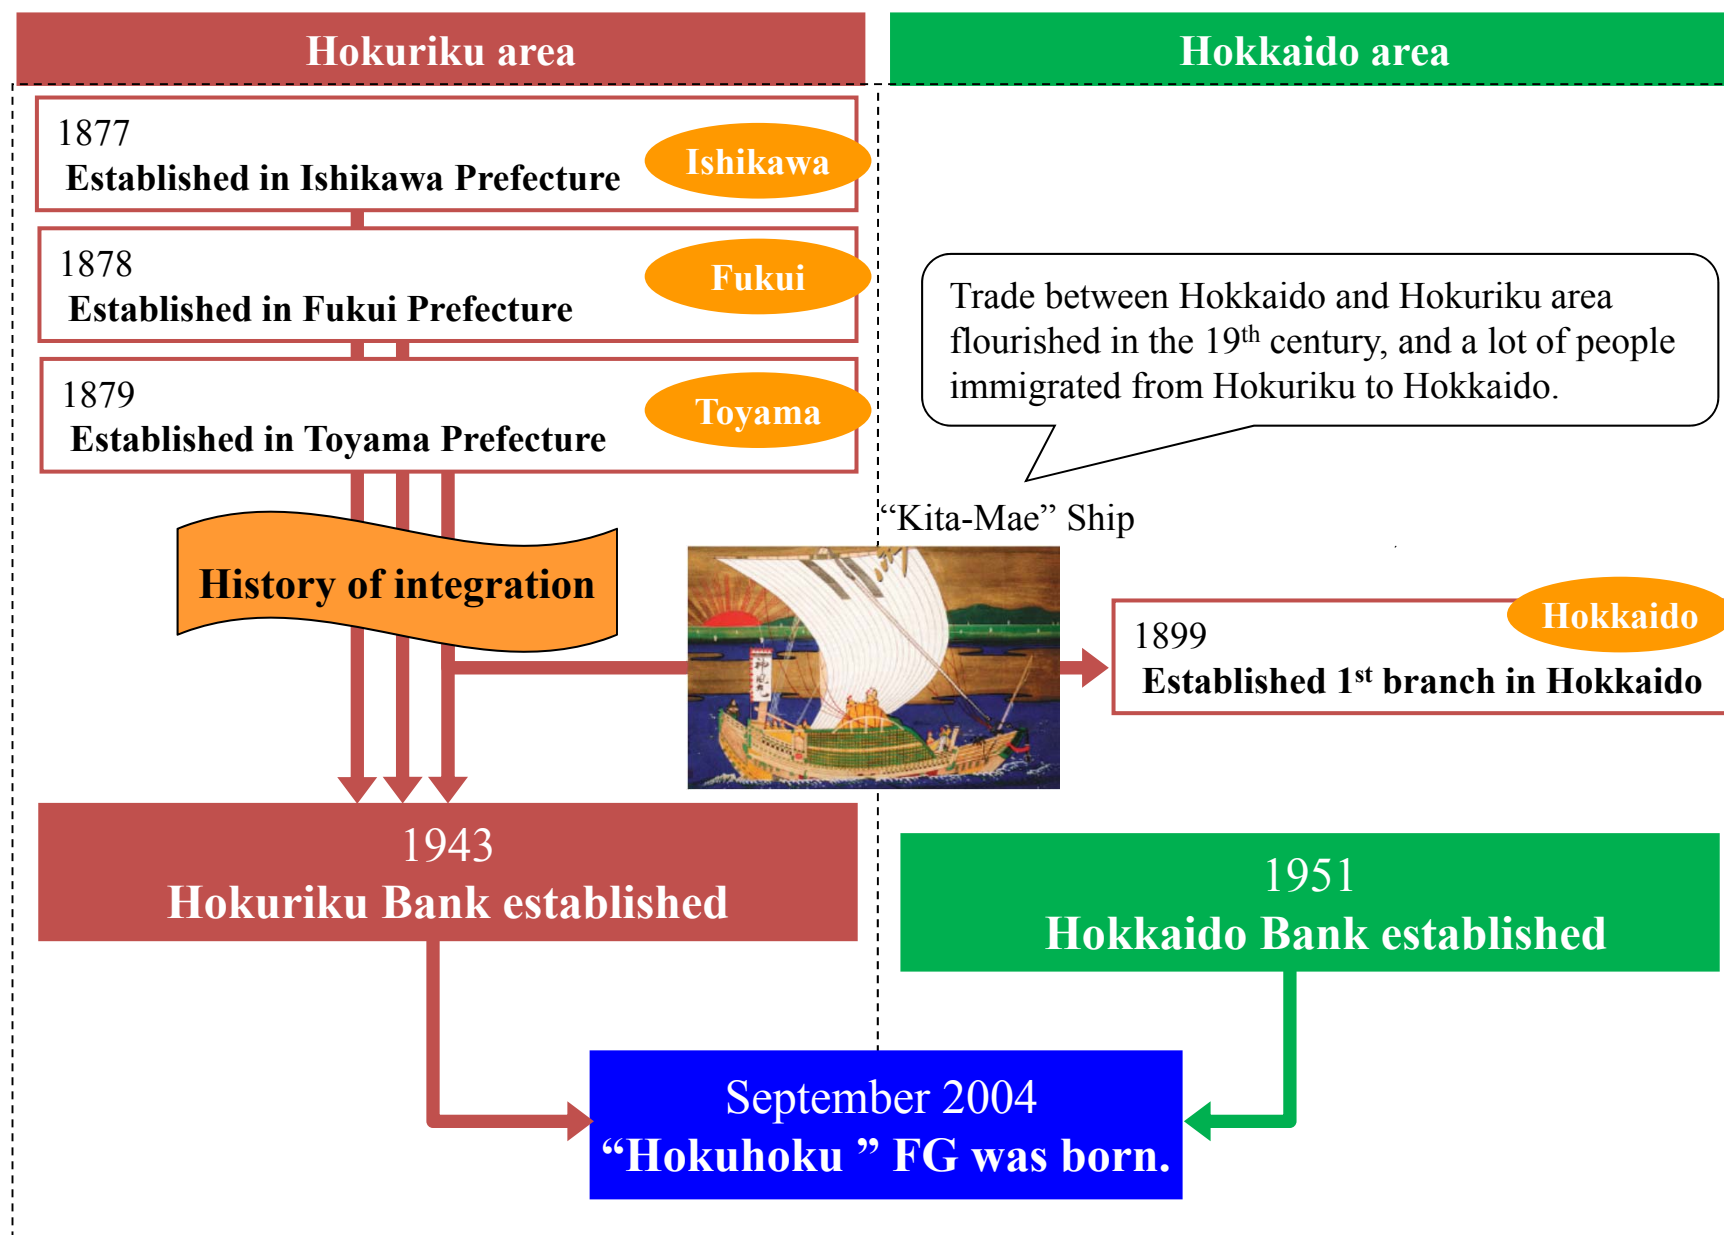 Hokuriku area
Hokkaido area
1877
Established in Ishikawa Prefecture
Ishikawa
1878
Established in Fukui Prefecture
Fukui
1879
Established in Toyama Prefecture
Toyama
Trade between Hokkaido and Hokuriku area
flourished in the 19th century, and a lot of people
immigrated from Hokuriku to Hokkaido.
“Kita-Mae” Ship
History of integration
神風丸
Hokkaido
1899
Established 1st branch in Hokkaido
1943
Hokuriku Bank established
1951
Hokkaido Bank established
September 2004
“Hokuhoku ” FG was born.